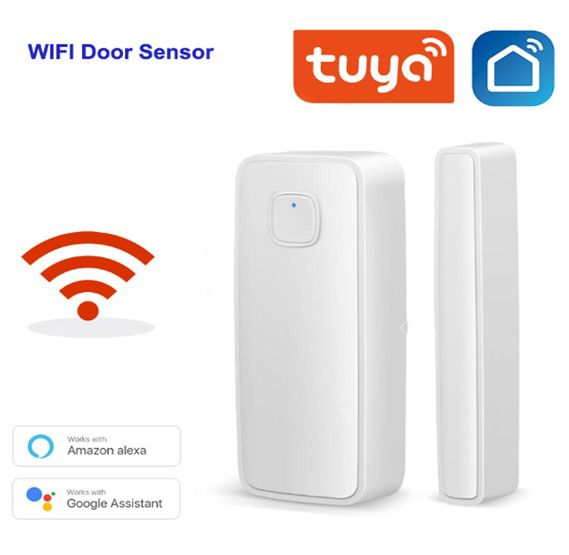 WIFI Door Sensor
tuya
Works with
Amazon alexa
Works with
Google Assistant